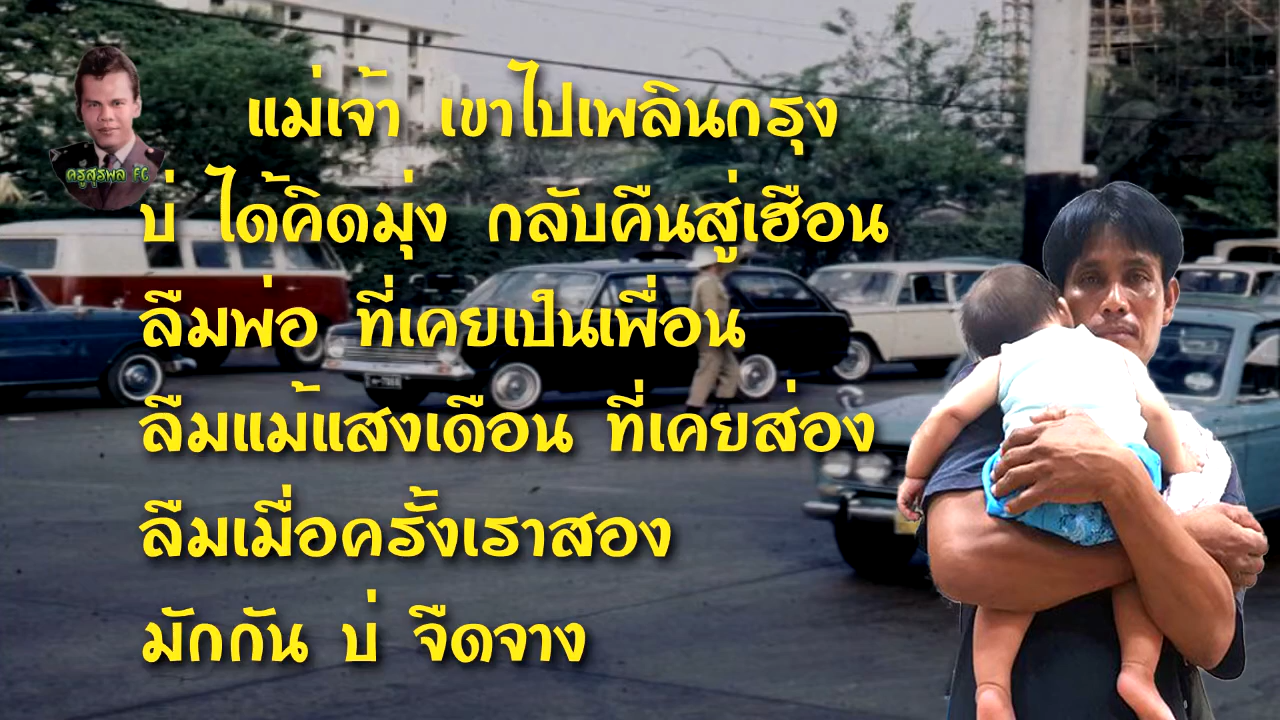 ครูสุรพล FC
แม่เจ้า เขาไปเพลินกรุง
บ่ ได้คิดมุ่ง กลับคืนสู่เฮือน
ลืมพ่อ ที่เคยเป็นเพื่อน
ลืมแม้แสงเดือน ที่เคยส่อง
ลืมเมื่อครั้งเราสอง
มักกัน บ่ จืดจาง